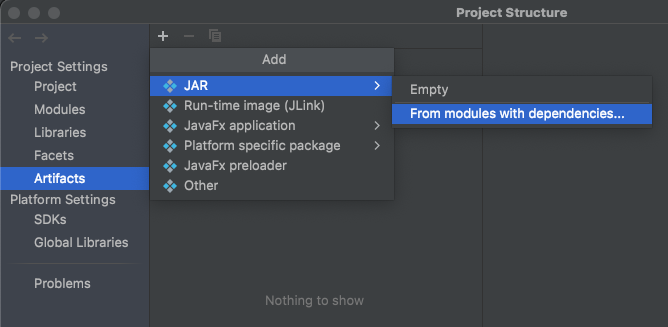 Project Structure
Project Settings
Project
Modules
Libraries
Facets
Artifacts
Platform Settings
SDKs
Global Libraries
Problems
Add
JAR
Run-time image (JLink)
JavaFx application
Platform specific package
JavaFx preloader
Other
Empty
From modules with dependencies...
Nothing to show